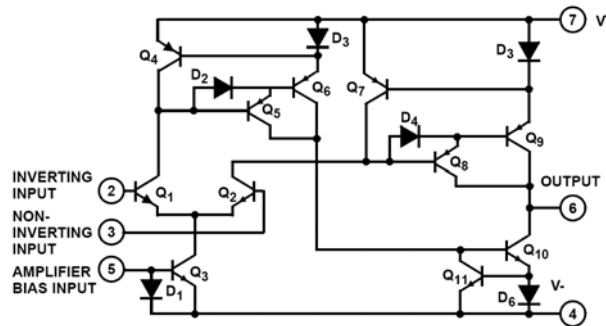 7 V
D3
D3
Q4
D2
Q6
Q7
Q5
D4
Q9
Q8
INVERTING
INPUT
2
Q1
Q2
OUTPUT
6
NON-
INVERTING
INPUT
3
Q10
AMPLIFIER
BIAS INPUT
5
Q3
Q11
D1
V-
D6
4